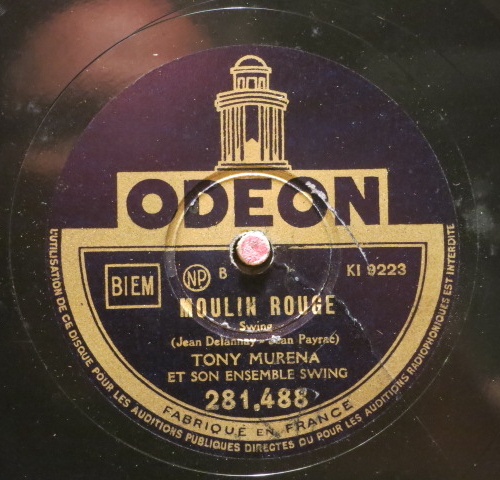 ODEON
BIEM
NP B
KI 9223
MOULIN ROUGE
Swing
(Jean Delannay - Jean Payrac)
TONY MURENA
ET SON ENSEMBLE SWING
281,488
FABRIQUÉ EN FRANCE
L'UTILISATION DE CE DISQUE POUR LES AUDITIONS PUBLIQUES DIRECTES OU POUR LES AUDITIONS RADIOPHONIQUES EST INTERDITE